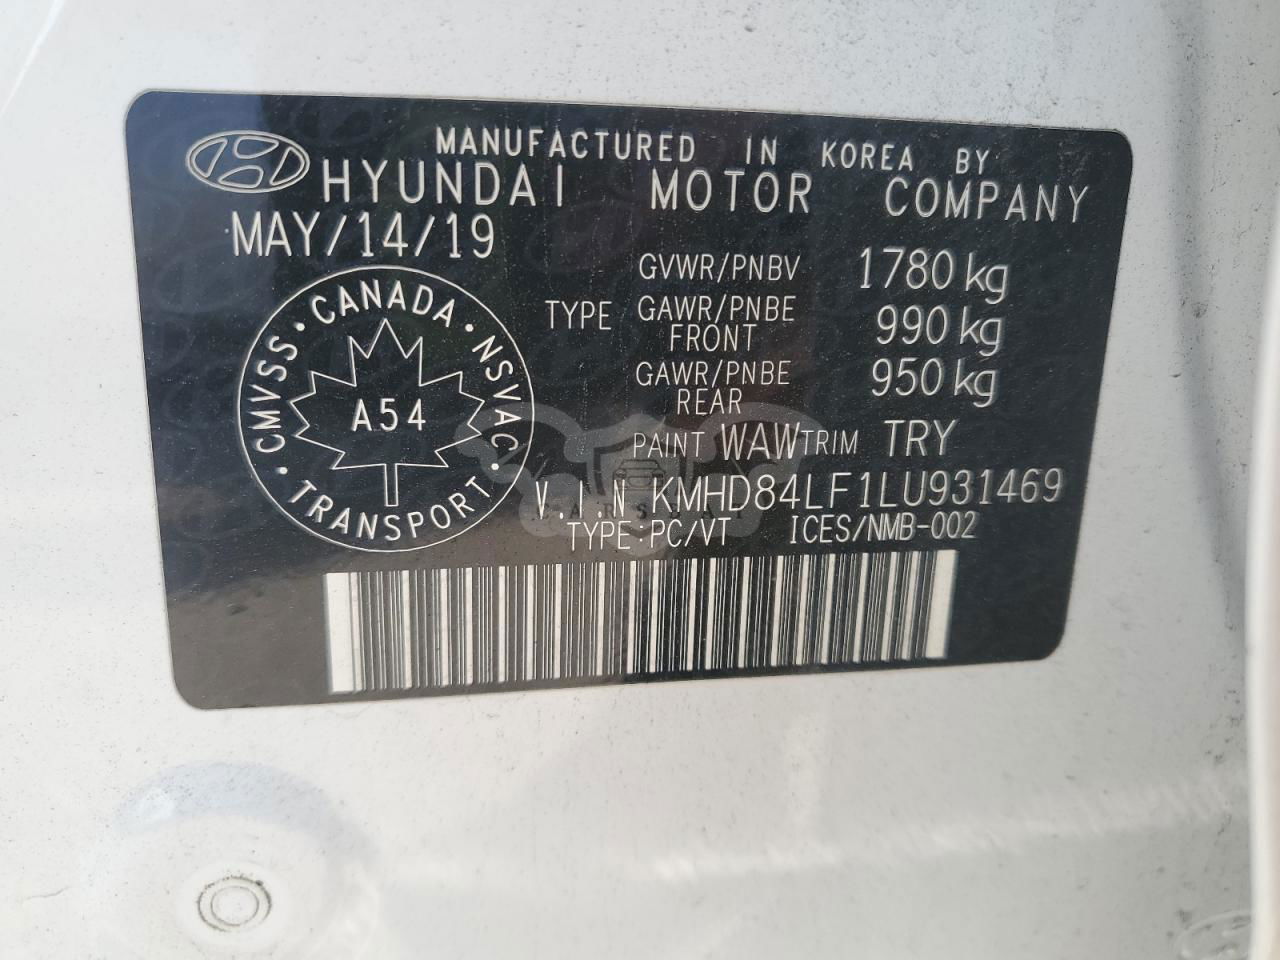 MANUFACTURED IN KOREA BY
HYUNDAI MOTOR COMPANY
MAY/14/19
GVWR/PNBV 1780 kg
TYPE GAWR/PNBE FRONT 990 kg
GAWR/PNBE REAR 950 kg
PAINT WAW TRIM TRY
V.I.N KMHD84LF1LU931469
TYPE:PC/VT ICES/NMB-002
CMVSS · CANADA · NSVAC ·
TRANSPORT ·
A54
CARSBAT